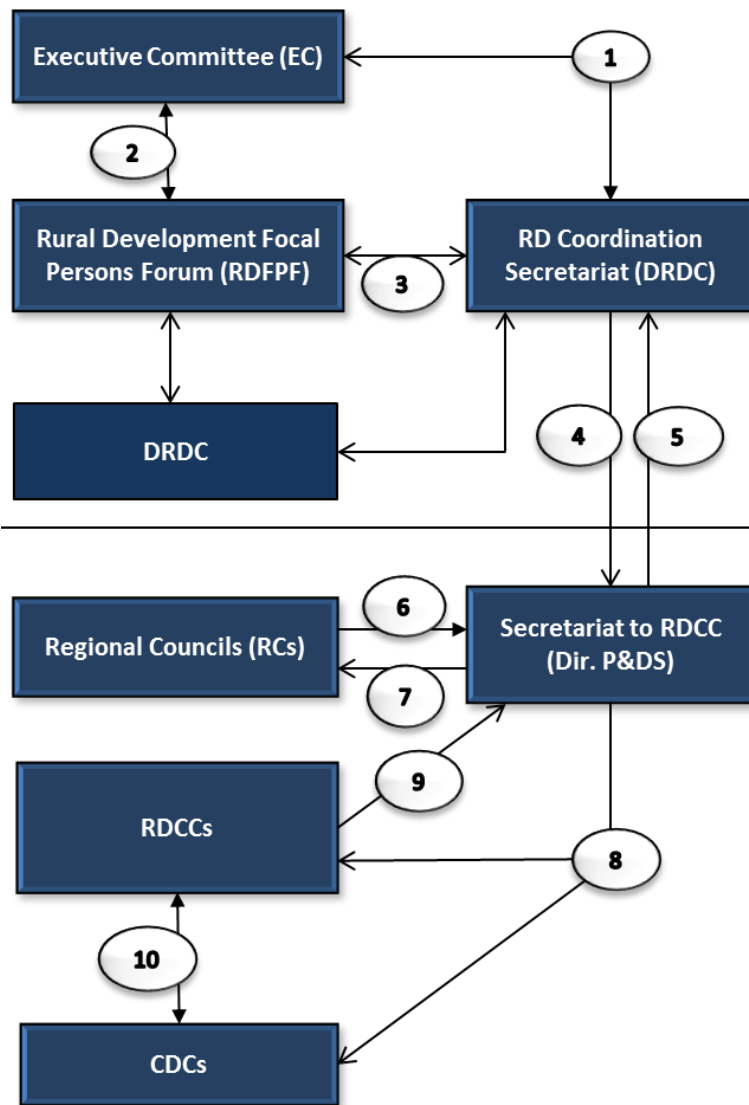 Executive Committee (EC)
1
2
Rural Development Focal
Persons Forum (RDFPF)
3
RD Coordination
Secretariat (DRDC)
DRDC
4
5
Regional Councils (RCs)
6
7
Secretariat to RDCC
(Dir. P&DS)
9
RDCCs
8
10
CDCs